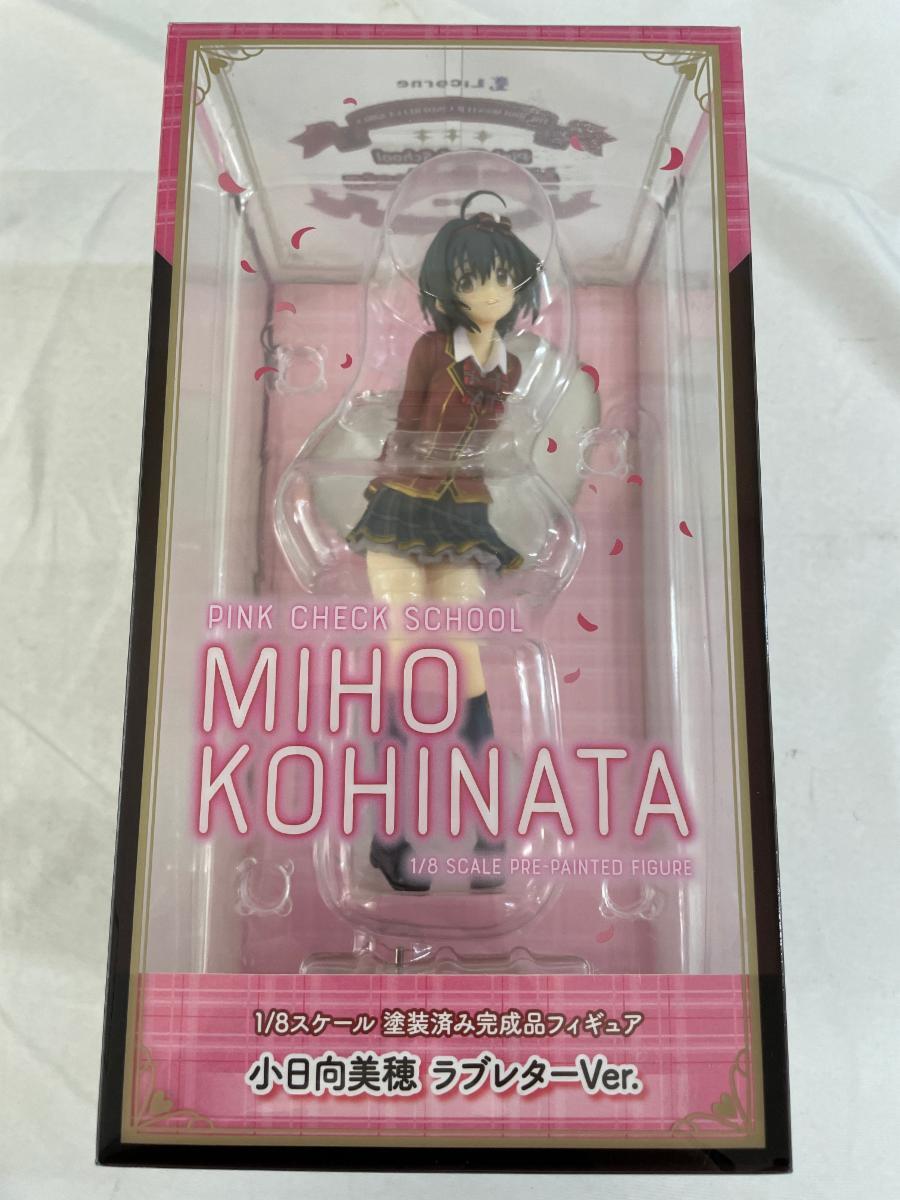 Licorne
PINK CHECK SCHOOL
MIHO
KOHINATA
1/8 SCALE PRE-PAINTED FIGURE
1/8スケール 塗装済み完成品フィギュア
小日向美穂 ラブレターVer.